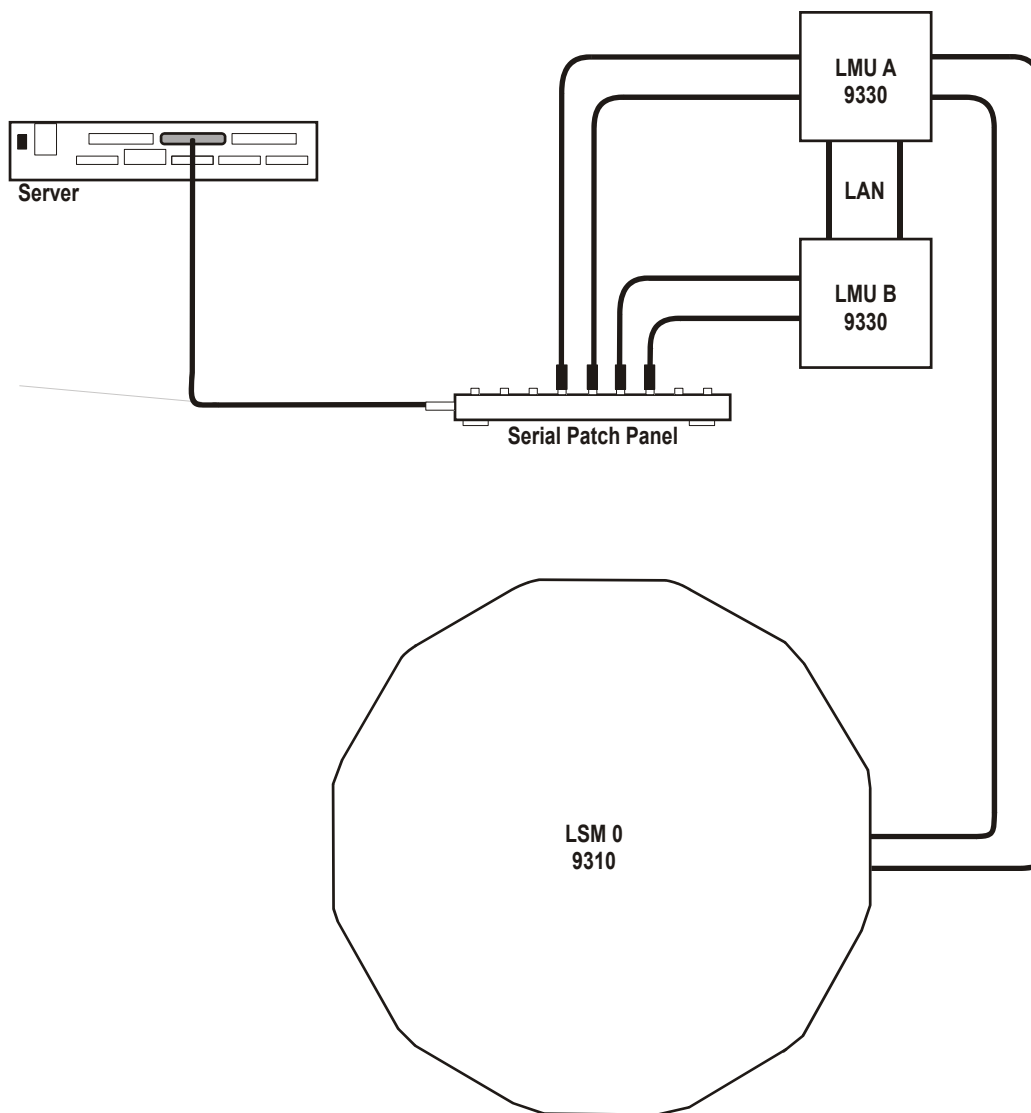 LMU A
9330
Server
LAN
LMU B
9330
Serial Patch Panel
LSM 0
9310